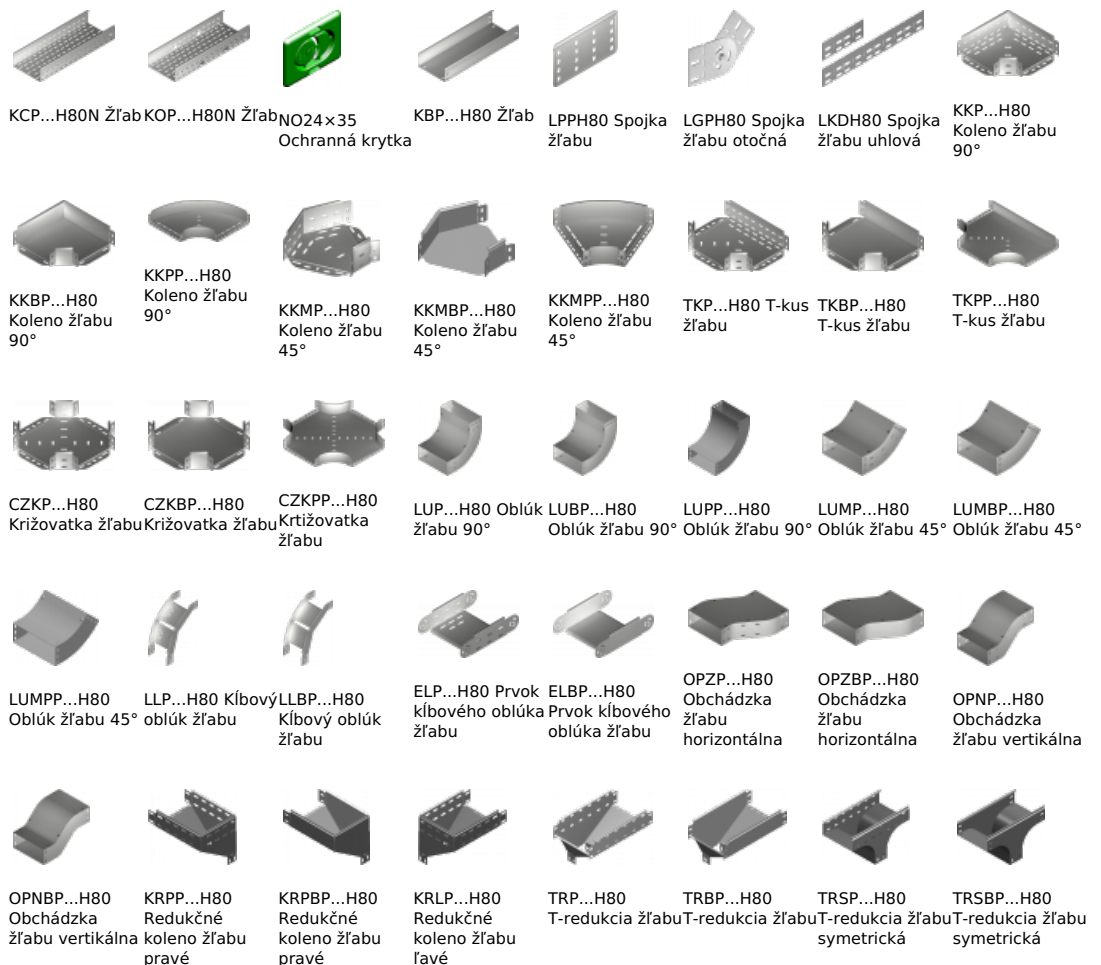 KCP...H80N Žľab
KOP...H80N Žľab
NO24×35
Ochranná krytka
KBP...H80 Žľab
LPPH80 Spojka
žľabu
LGPH80 Spojka
žľabu otočná
LKDH80 Spojka
žľabu uhlová
KKP...H80
Koleno žľabu
90°
KKBP...H80
Koleno žľabu
90°
KKPP...H80
Koleno žľabu
90°
KKMP...H80
Koleno žľabu
45°
KKMBP...H80
Koleno žľabu
45°
KKMPP...H80
Koleno žľabu
45°
TKP...H80 T-kus
žľabu
TKBP...H80
T-kus žľabu
TKPP...H80
T-kus žľabu
CZKP...H80
Križovatka žľabu
CZKBP...H80
Križovatka žľabu
CZKPP...H80
Krtižovatka
žľabu
LUP...H80 Oblúk
žľabu 90°
LUBP...H80
Oblúk žľabu 90°
LUPP...H80
Oblúk žľabu 90°
LUMP...H80
Oblúk žľabu 45°
LUMBP...H80
Oblúk žľabu 45°
LUMPP...H80
Oblúk žľabu 45°
LLP...H80 Kĺbový
oblúk žľabu
LLBP...H80
Kĺbový oblúk
žľabu
ELP...H80 Prvok
kĺbového oblúka
žľabu
ELBP...H80
Prvok kĺbového
oblúka žľabu
OPZP...H80
Obchádzka
žľabu
horizontálna
OPZBP...H80
Obchádzka
žľabu
horizontálna
OPNP...H80
Obchádzka
žľabu vertikálna
OPNBP...H80
Obchádzka
žľabu vertikálna
KRPP...H80
Redukčné
koleno žľabu
pravé
KRPBP...H80
Redukčné
koleno žľabu
pravé
KRLP...H80
Redukčné
koleno žľabu
ľavé
TRP...H80
T-redukcia žľabu
TRBP...H80
T-redukcia žľabu
TRSP...H80
T-redukcia žľabu
symetrická
TRSBP...H80
T-redukcia žľabu
symetrická